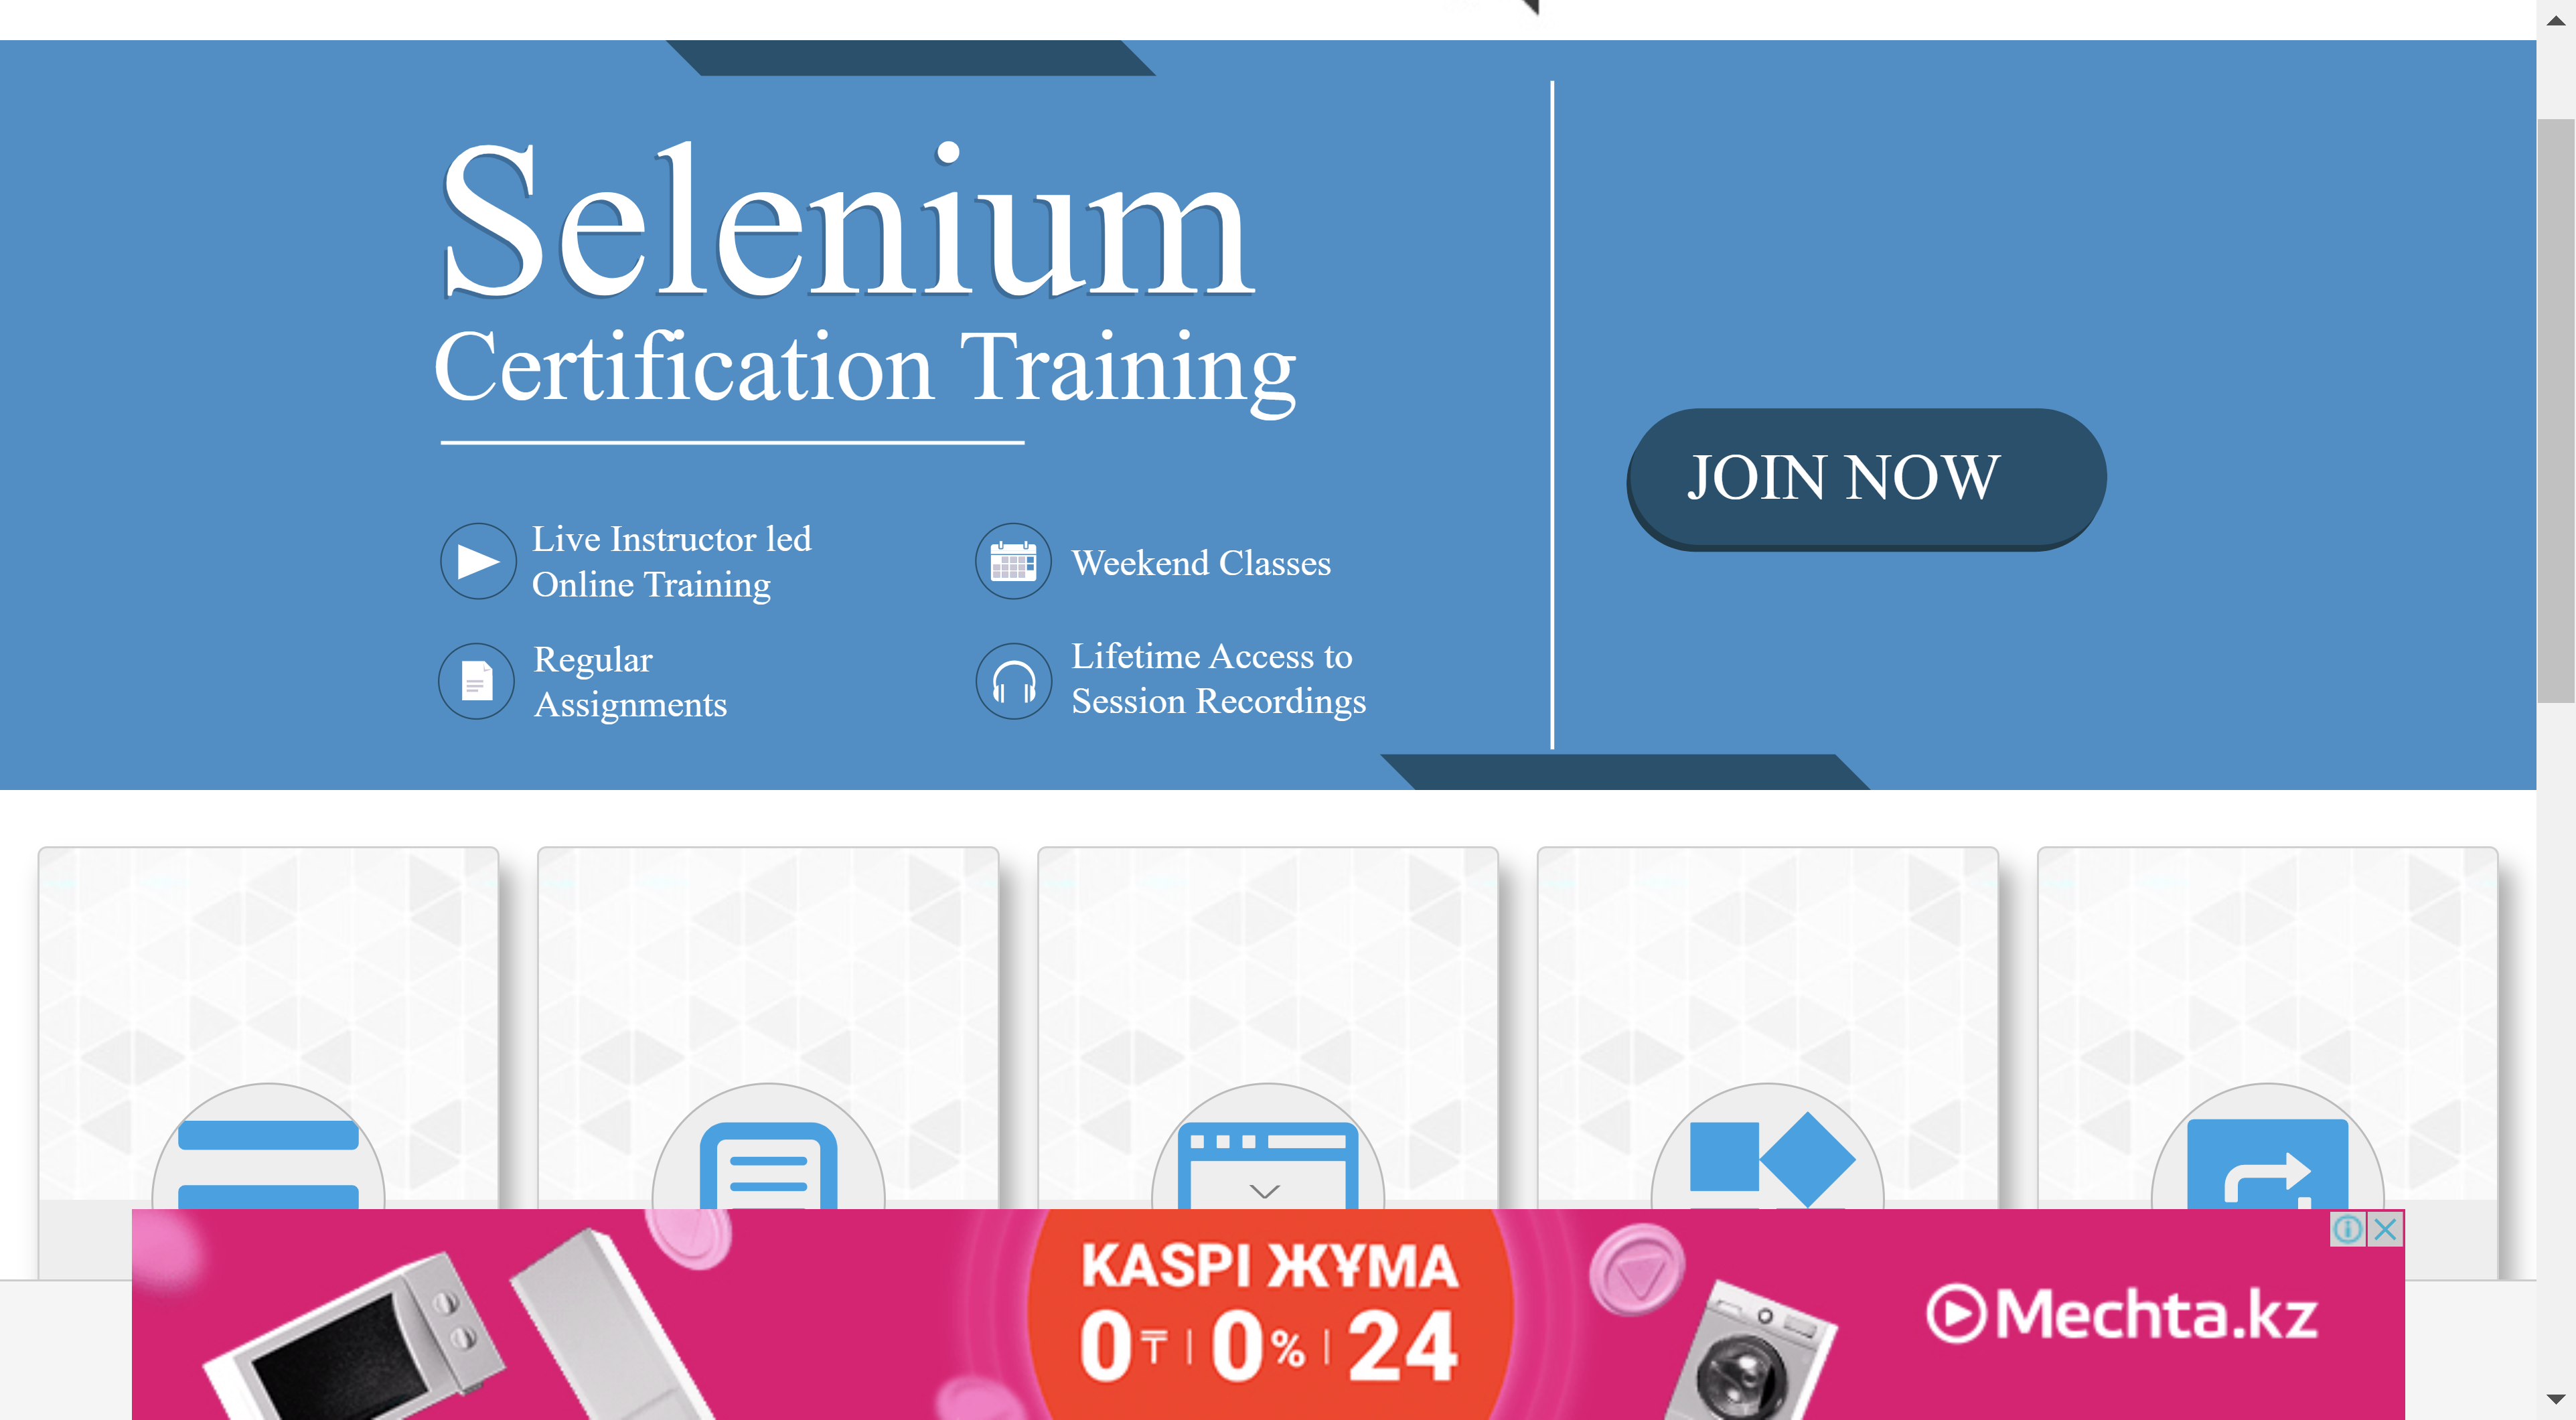 Selenium
Certification Training
Live Instructor led
Online Training
Weekend Classes
Regular
Assignments
Lifetime Access to
Session Recordings
JOIN NOW
KASPI ЖҰМА
0₸ | 0% | 24
Mechta.kz